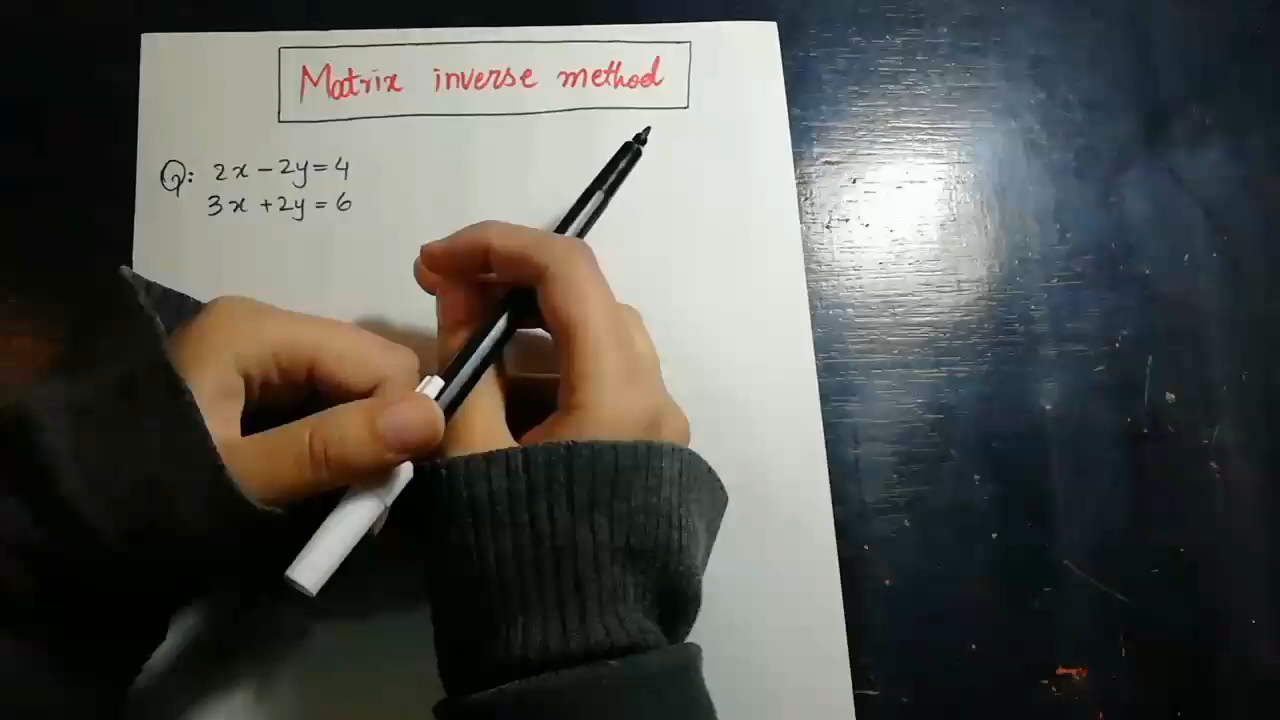 Matrix inverse method
Q: 2x - 2y = 4
3x + 2y = 6